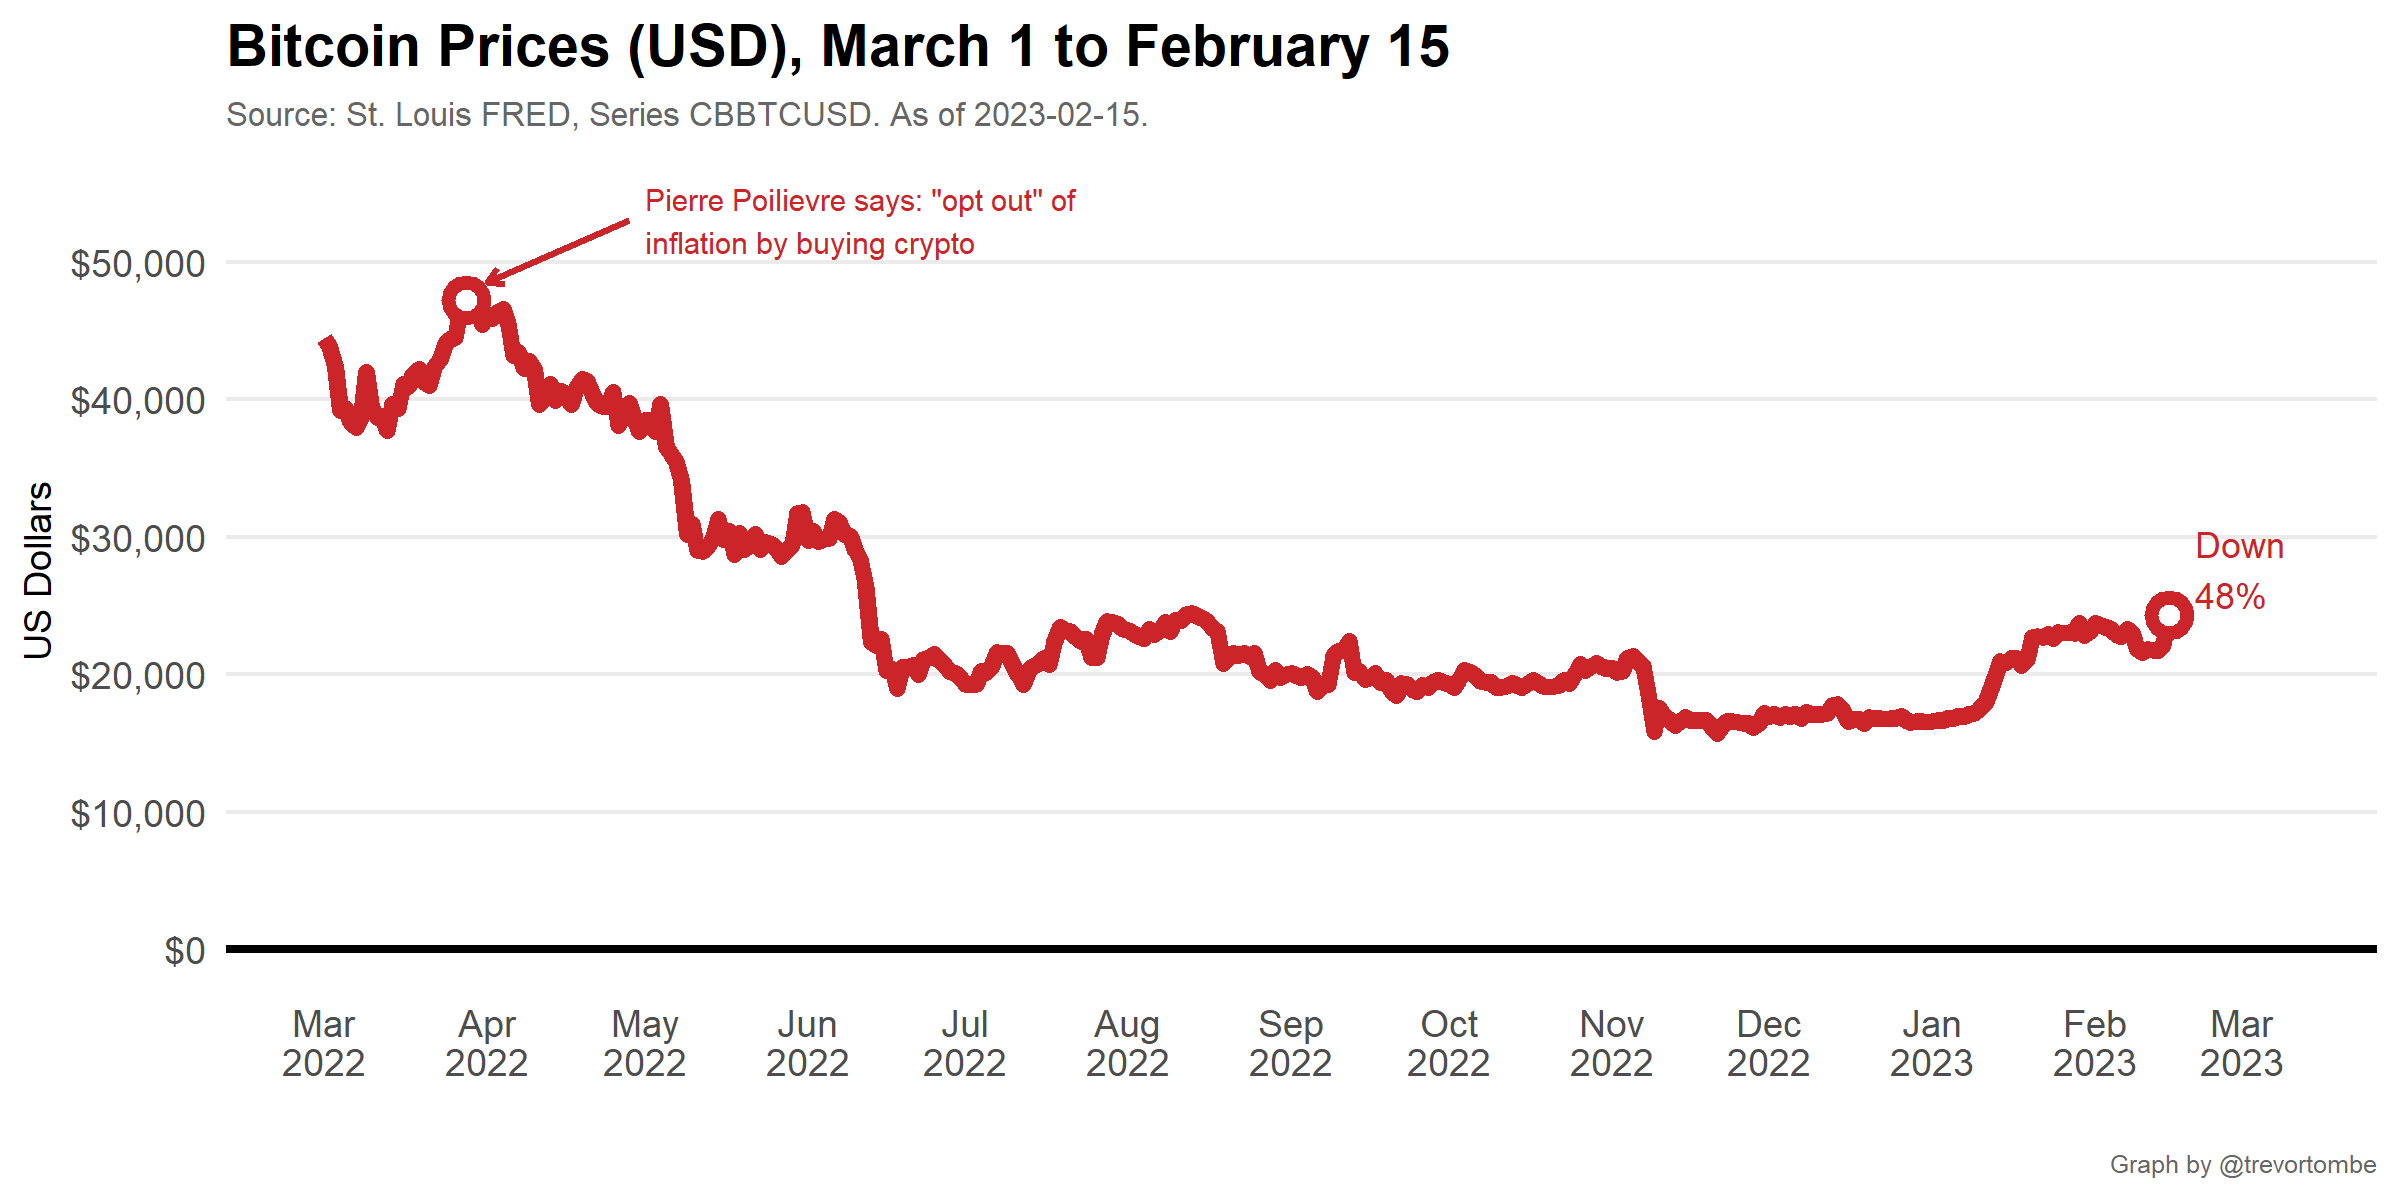 Bitcoin Prices (USD), March 1 to February 15
Source: St. Louis FRED, Series CBBTCUSD. As of 2023-02-15.
Pierre Poilievre says: "opt out" of
inflation by buying crypto
$50,000
$40,000
$30,000
$20,000
$10,000
$0
US Dollars
Down
48%
Mar
2022
Apr
2022
May
2022
Jun
2022
Jul
2022
Aug
2022
Sep
2022
Oct
2022
Nov
2022
Dec
2022
Jan
2023
Feb
2023
Mar
2023
Graph by @trevortombe